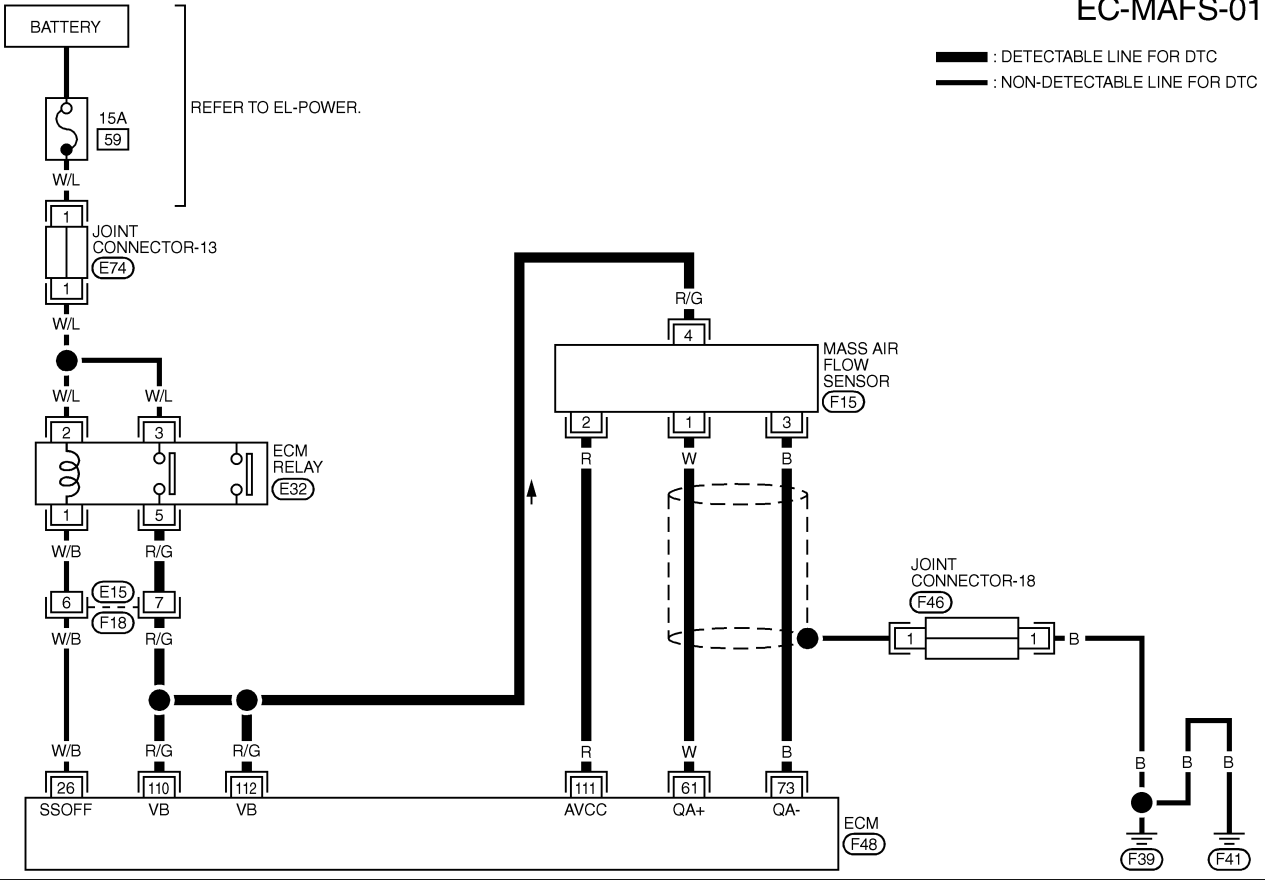 EC-MAFS-01
BATTERY
: DETECTABLE LINE FOR DTC
: NON-DETECTABLE LINE FOR DTC
REFER TO EL-POWER.
15A
59
W/L
1
JOINT
CONNECTOR-13
E74
1
W/L
W/L
W/L
2
3
ECM
RELAY
E32
1
5
W/B
R/G
6
E15
F18
7
W/B
R/G
W/B
R/G
R/G
R/G
4
MASS AIR
FLOW
SENSOR
F15
2
1
3
R
W
B
JOINT
CONNECTOR-18
F46
1
1
B
R
W
B
B
B
B
26
110
112
111
61
73
SSOFF
VB
VB
AVCC
QA+
QA-
ECM
F48
F39
F41